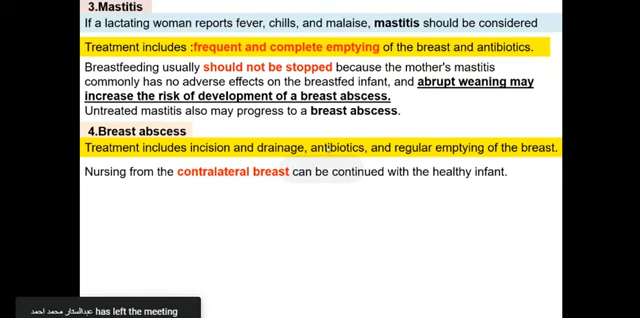 3.Mastitis
If a lactating woman reports fever, chills, and malaise, mastitis should be considered
Treatment includes :frequent and complete emptying of the breast and antibiotics.
Breastfeeding usually should not be stopped because the mother's mastitis
commonly has no adverse effects on the breastfed infant, and abrupt weaning may
increase the risk of development of a breast abscess.
Untreated mastitis also may progress to a breast abscess.
4.Breast abscess
Treatment includes incision and drainage, antibiotics, and regular emptying of the breast.
Nursing from the contralateral breast can be continued with the healthy infant.
عبدالستار محمد احمد has left the meeting